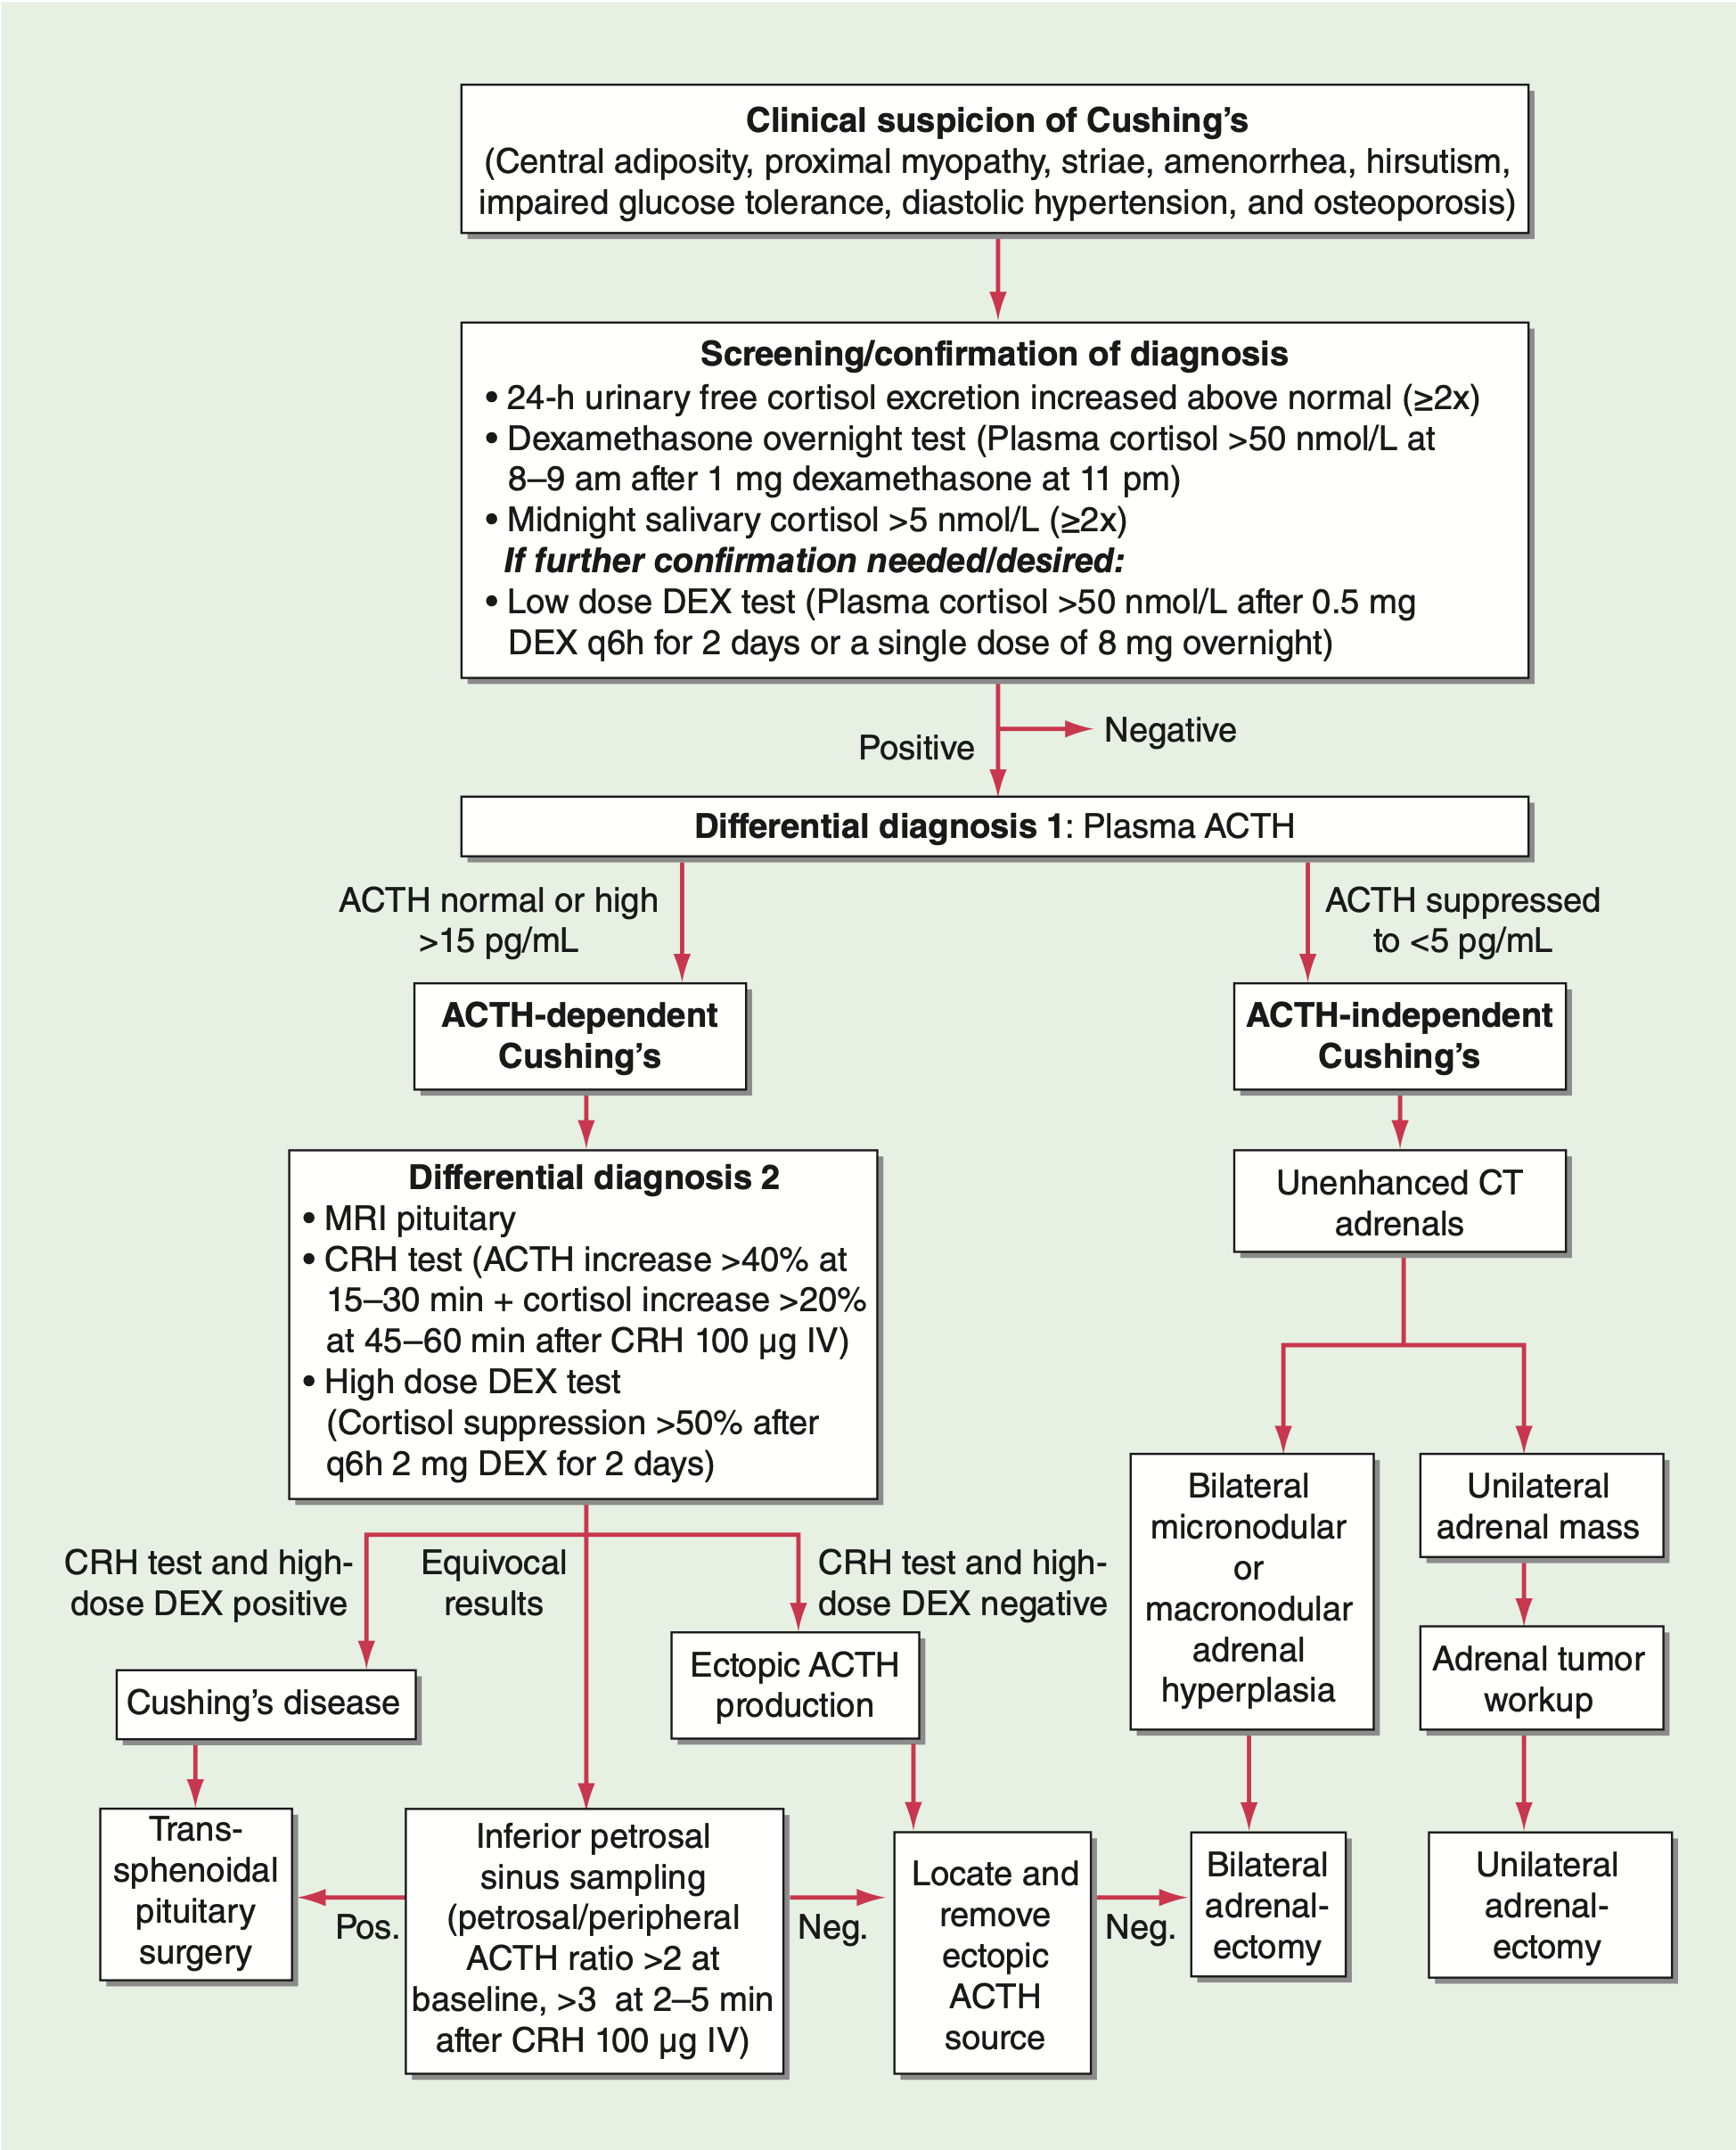 Clinical suspicion of Cushing’s
(Central adiposity, proximal myopathy, striae, amenorrhea, hirsutism,
impaired glucose tolerance, diastolic hypertension, and osteoporosis)
Screening/confirmation of diagnosis
• 24-h urinary free cortisol excretion increased above normal (≥2x)
• Dexamethasone overnight test (Plasma cortisol >50 nmol/L at
8–9 am after 1 mg dexamethasone at 11 pm)
• Midnight salivary cortisol >5 nmol/L (≥2x)
If further confirmation needed/desired:
• Low dose DEX test (Plasma cortisol >50 nmol/L after 0.5 mg
DEX q6h for 2 days or a single dose of 8 mg overnight)
Positive
Negative
Differential diagnosis 1: Plasma ACTH
ACTH normal or high
>15 pg/mL
ACTH suppressed
to <5 pg/mL
ACTH-dependent
Cushing’s
ACTH-independent
Cushing’s
Differential diagnosis 2
• MRI pituitary
• CRH test (ACTH increase >40% at
15–30 min + cortisol increase >20%
at 45–60 min after CRH 100 µg IV)
• High dose DEX test
(Cortisol suppression >50% after
q6h 2 mg DEX for 2 days)
Unenhanced CT
adrenals
CRH test and high-
dose DEX positive
Equivocal
results
CRH test and high-
dose DEX negative
Bilateral
micronodular
or
macronodular
adrenal
hyperplasia
Unilateral
adrenal mass
Cushing’s disease
Ectopic ACTH
production
Adrenal tumor
workup
Trans-
sphenoidal
pituitary
surgery
Pos.
Inferior petrosal
sinus sampling
(petrosal/peripheral
ACTH ratio >2 at
baseline, >3 at 2–5 min
after CRH 100 µg IV)
Neg.
Locate and
remove
ectopic
ACTH
source
Neg.
Bilateral
adrenal-
ectomy
Unilateral
adrenal-
ectomy